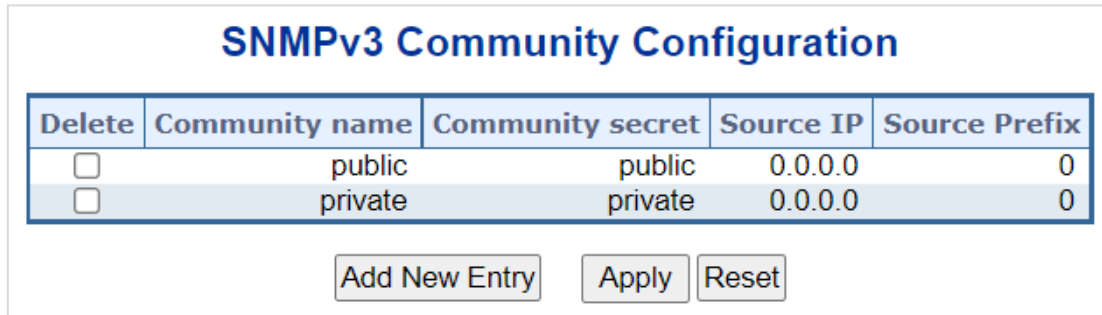 SNMPv3 Community Configuration
Delete Community name Community secret Source IP Source Prefix
public public 0.0.0.0 0
private private 0.0.0.0 0
Add New Entry Apply Reset